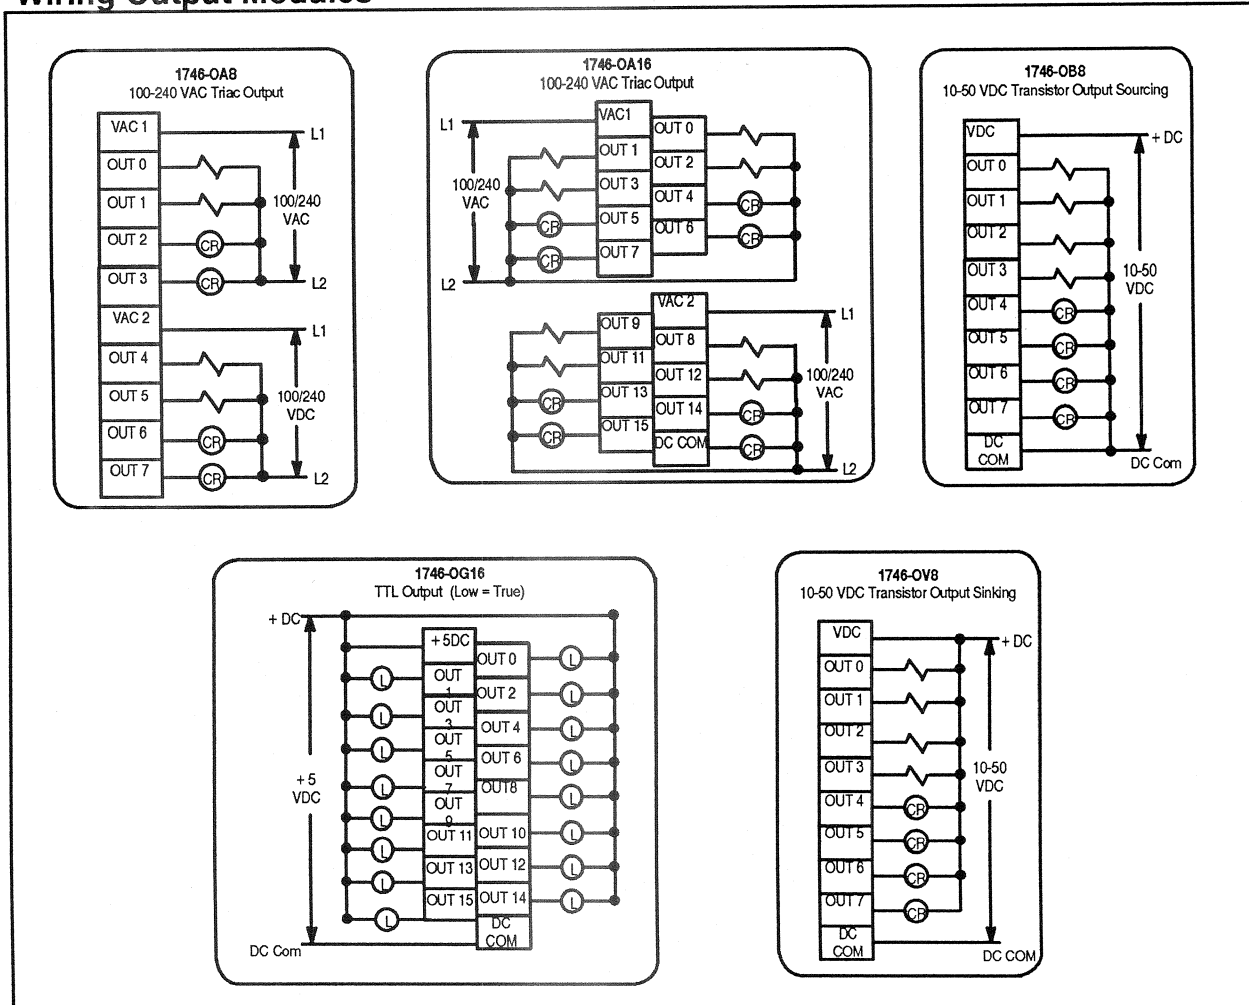 Wiring Output Modules
1746-OA8
100-240 VAC Triac Output
VAC 1
L1
OUT 0
OUT 1
100/240
VAC
OUT 2
CR
OUT 3
CR
L2
VAC 2
L1
OUT 4
OUT 5
100/240
VDC
OUT 6
CR
OUT 7
CR
L2
1746-OA16
100-240 VAC Triac Output
L1
VAC1
OUT 0
OUT 1
OUT 2
100/240
VAC
OUT 3
OUT 4
CR
CR
OUT 5
OUT 6
CR
CR
OUT 7
L2
VAC 2
L1
OUT 9
OUT 8
OUT 11
OUT 12
100/240
VAC
CR
OUT 13
OUT 14
CR
CR
OUT 15
DC COM
CR
L2
1746-OB8
10-50 VDC Transistor Output Sourcing
VDC
+ DC
OUT 0
OUT 1
OUT 2
OUT 3
10-50
VDC
OUT 4
CR
OUT 5
CR
OUT 6
CR
OUT 7
CR
DC
COM
DC Com
1746-OG16
TTL Output (Low = True)
+ DC
+5DC
OUT 0
L
L
OUT
1
OUT 2
L
L
OUT
3
OUT 4
L
L
OUT
5
OUT 6
L
+5
VDC
L
OUT
7
OUT8
L
L
OUT
9
OUT 10
L
L
OUT 11
OUT 12
L
L
OUT 13
OUT 14
L
L
OUT 15
DC
COM
DC Com
1746-OV8
10-50 VDC Transistor Output Sinking
VDC
+ DC
OUT 0
OUT 1
OUT 2
OUT 3
10-50
VDC
OUT 4
CR
OUT 5
CR
OUT 6
CR
OUT 7
CR
DC
COM
DC COM